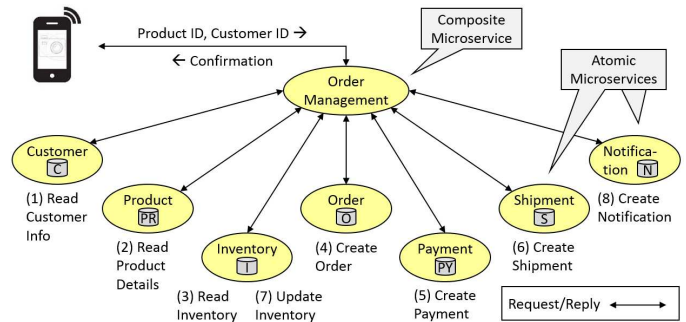 Product ID, Customer ID →
← Confirmation
Composite
Microservice
Atomic
Microservices
Order
Management
Customer
C
(1) Read
Customer
Info
Product
PR
(2) Read
Product
Details
Inventory
I
(3) Read
Inventory
(7) Update
Inventory
Order
O
(4) Create
Order
Payment
PY
(5) Create
Payment
Shipment
S
(6) Create
Shipment
Notifica-
tion
N
(8) Create
Notification
Request/Reply